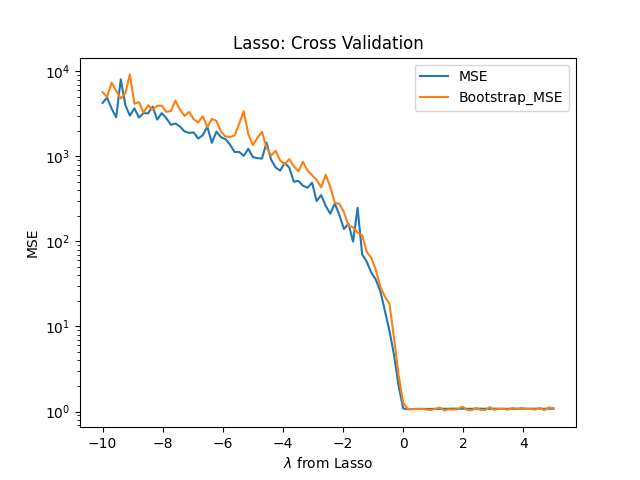 Lasso: Cross Validation
MSE
Bootstrap_MSE
MSE
10⁴
10³
10²
10¹
10⁰
−10
−8
−6
−4
−2
0
2
4
λ from Lasso